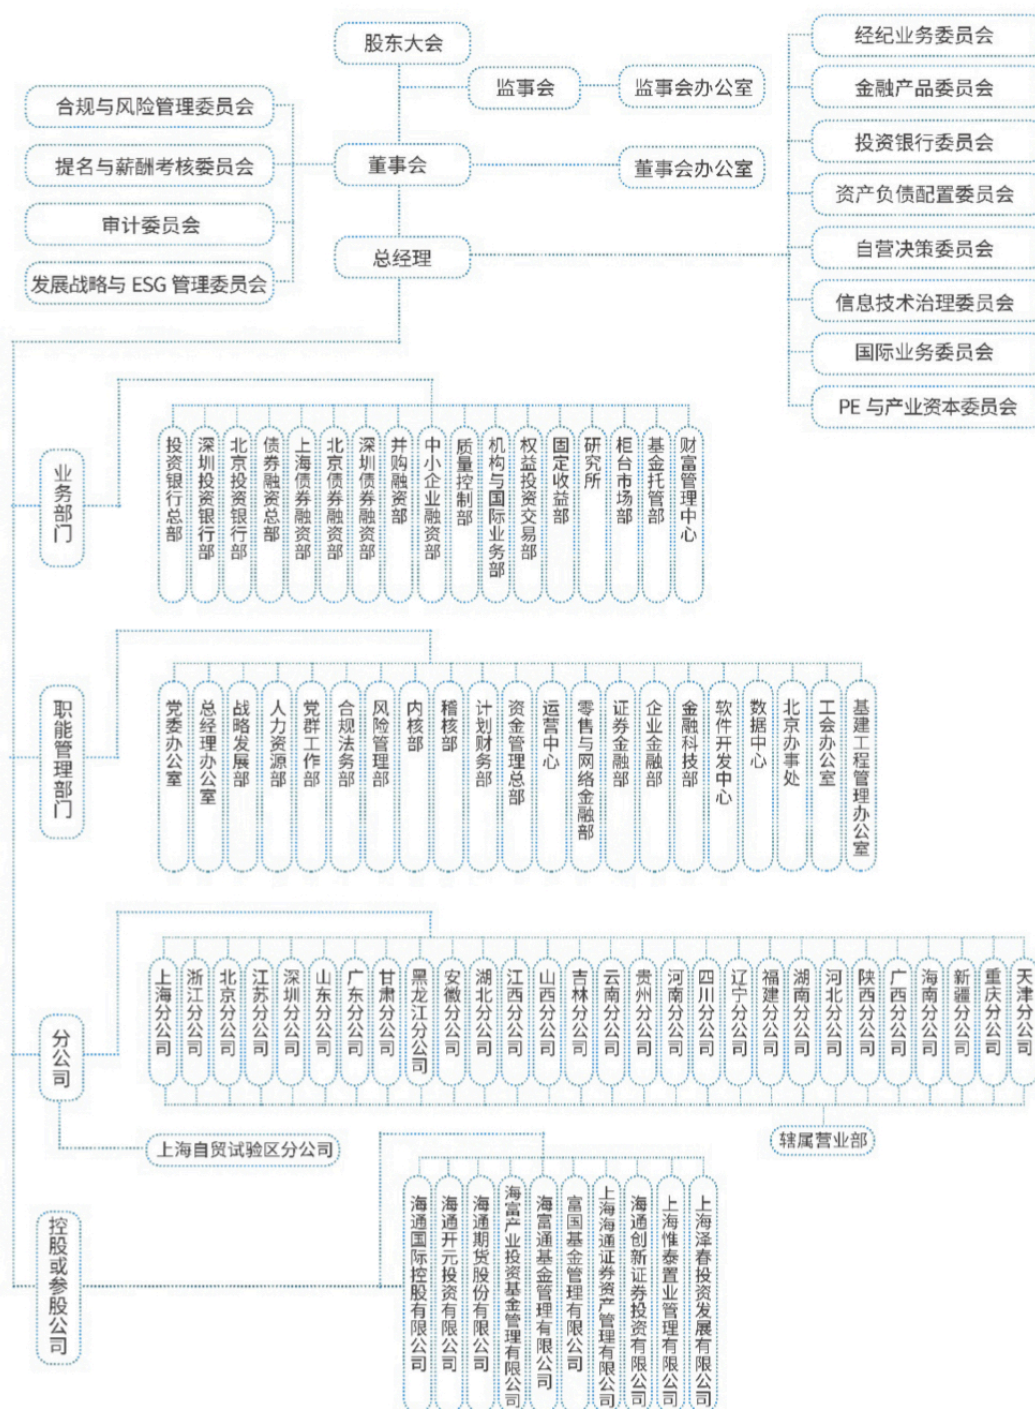 股东大会
监事会
监事会办公室
董事会
董事会办公室
总经理
合规与风险管理委员会
提名与薪酬考核委员会
审计委员会
发展战略与 ESG 管理委员会
经纪业务委员会
金融产品委员会
投资银行委员会
资产负债配置委员会
自营决策委员会
信息技术治理委员会
国际业务委员会
PE 与产业资本委员会
业务部门
投资银行总部
深圳投资银行部
北京投资银行部
债券融资总部
上海债券融资部
北京债券融资部
深圳债券融资部
并购融资部
中小企业融资部
质量控制部
机构与国际业务部
权益投资交易部
固定收益部
研究所
柜台市场部
基金托管部
财富管理中心
职能管理部门
党委办公室
总经理办公室
战略发展部
人力资源部
党群工作部
合规法务部
风险管理部
内核部
稽核部
计划财务部
资金管理总部
运营中心
零售与网络金融部
证券金融部
企业金融部
金融科技部
软件开发中心
数据中心
北京办事处
工会办公室
基建工程管理办公室
分公司
上海分公司
浙江分公司
北京分公司
江苏分公司
深圳分公司
山东分公司
广东分公司
甘肃分公司
黑龙江分公司
安徽分公司
湖北分公司
江西分公司
山西分公司
吉林分公司
云南分公司
贵州分公司
河南分公司
四川分公司
辽宁分公司
福建分公司
湖南分公司
河北分公司
陕西分公司
广西分公司
海南分公司
新疆分公司
重庆分公司
天津分公司
上海自贸试验区分公司
辖属营业部
控股或参股公司
海通国际控股有限公司
海通开元投资有限公司
海通期货股份有限公司
海富产业投资基金管理有限公司
海富通基金管理有限公司
富国基金管理有限公司
上海海通证券资产管理有限公司
海通创新证券投资有限公司
上海惟泰置业管理有限公司
上海泽春投资发展有限公司